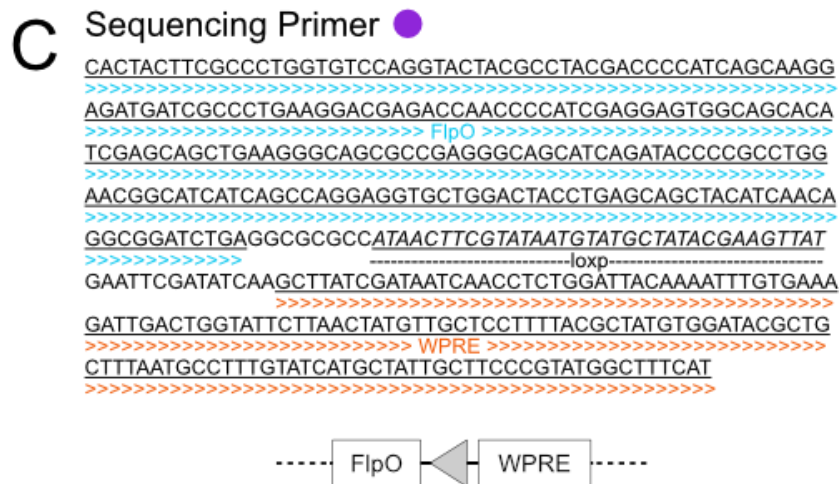 C
Sequencing Primer
CACTACTTCGCCCTGGTGTCCAGGTACTACGCCTACGACCCCATCAGCAAGG
>>>>>>>>>>>>>>>>>>>>>>>>>>>>>>>>>>>>>>>>>>>>>>>>>>>>>>>>>>>>>>
AGATGATCGCCCTGAAGGACGAGACCAACCCCATCGAGGAGTGGCAGCACA
>>>>>>>>>>>>>>>>>>>>>>>>>>>> FlpO >>>>>>>>>>>>>>>>>>>>>>>>>>>>>
TCGAGCAGCTGAAGGGCAGCGCCGAGGGCAGCATCAGATACCCCGCCTGG
>>>>>>>>>>>>>>>>>>>>>>>>>>>>>>>>>>>>>>>>>>>>>>>>>>>>>>>>>>>>>
AACGGCATCATCAGCCAGGAGGTGCTGGACTACCTGAGCAGCTACATCAACA
>>>>>>>>>>>>>>>>>>>>>>>>>>>>>>>>>>>>>>>>>>>>>>>>>>>>>>>>>>>>>>
GGCGGATCTGAGGCGCGCCATAACTTCGTATAATGTATGCTATACGAAGTTAT
>>>>>>>>>>>>> -----------------------------loxp-------------------------------
GAATTCGATATCAAGCTTATCGATAATCAACCTCTGGATTACAAAATTTGTGAAA
>>>>>>>>>>>>>>>>>>>>>>>>>>>>>>>>>>>>>>>>>>>>>>
GATTGACTGGTATTCTTAACTATGTTGCTCCTTTTACGCTATGTGGATACGCTG
>>>>>>>>>>>>>>>>>>>>>>>>>>> WPRE >>>>>>>>>>>>>>>>>>>>>>>>>>>>
CTTTAATGCCTTTGTATCATGCTATTGCTTCCCGTATGGCTTTCAT
>>>>>>>>>>>>>>>>>>>>>>>>>>>>>>>>>>>>>>>>>>>>>>>>>>>>
FlpO WPRE